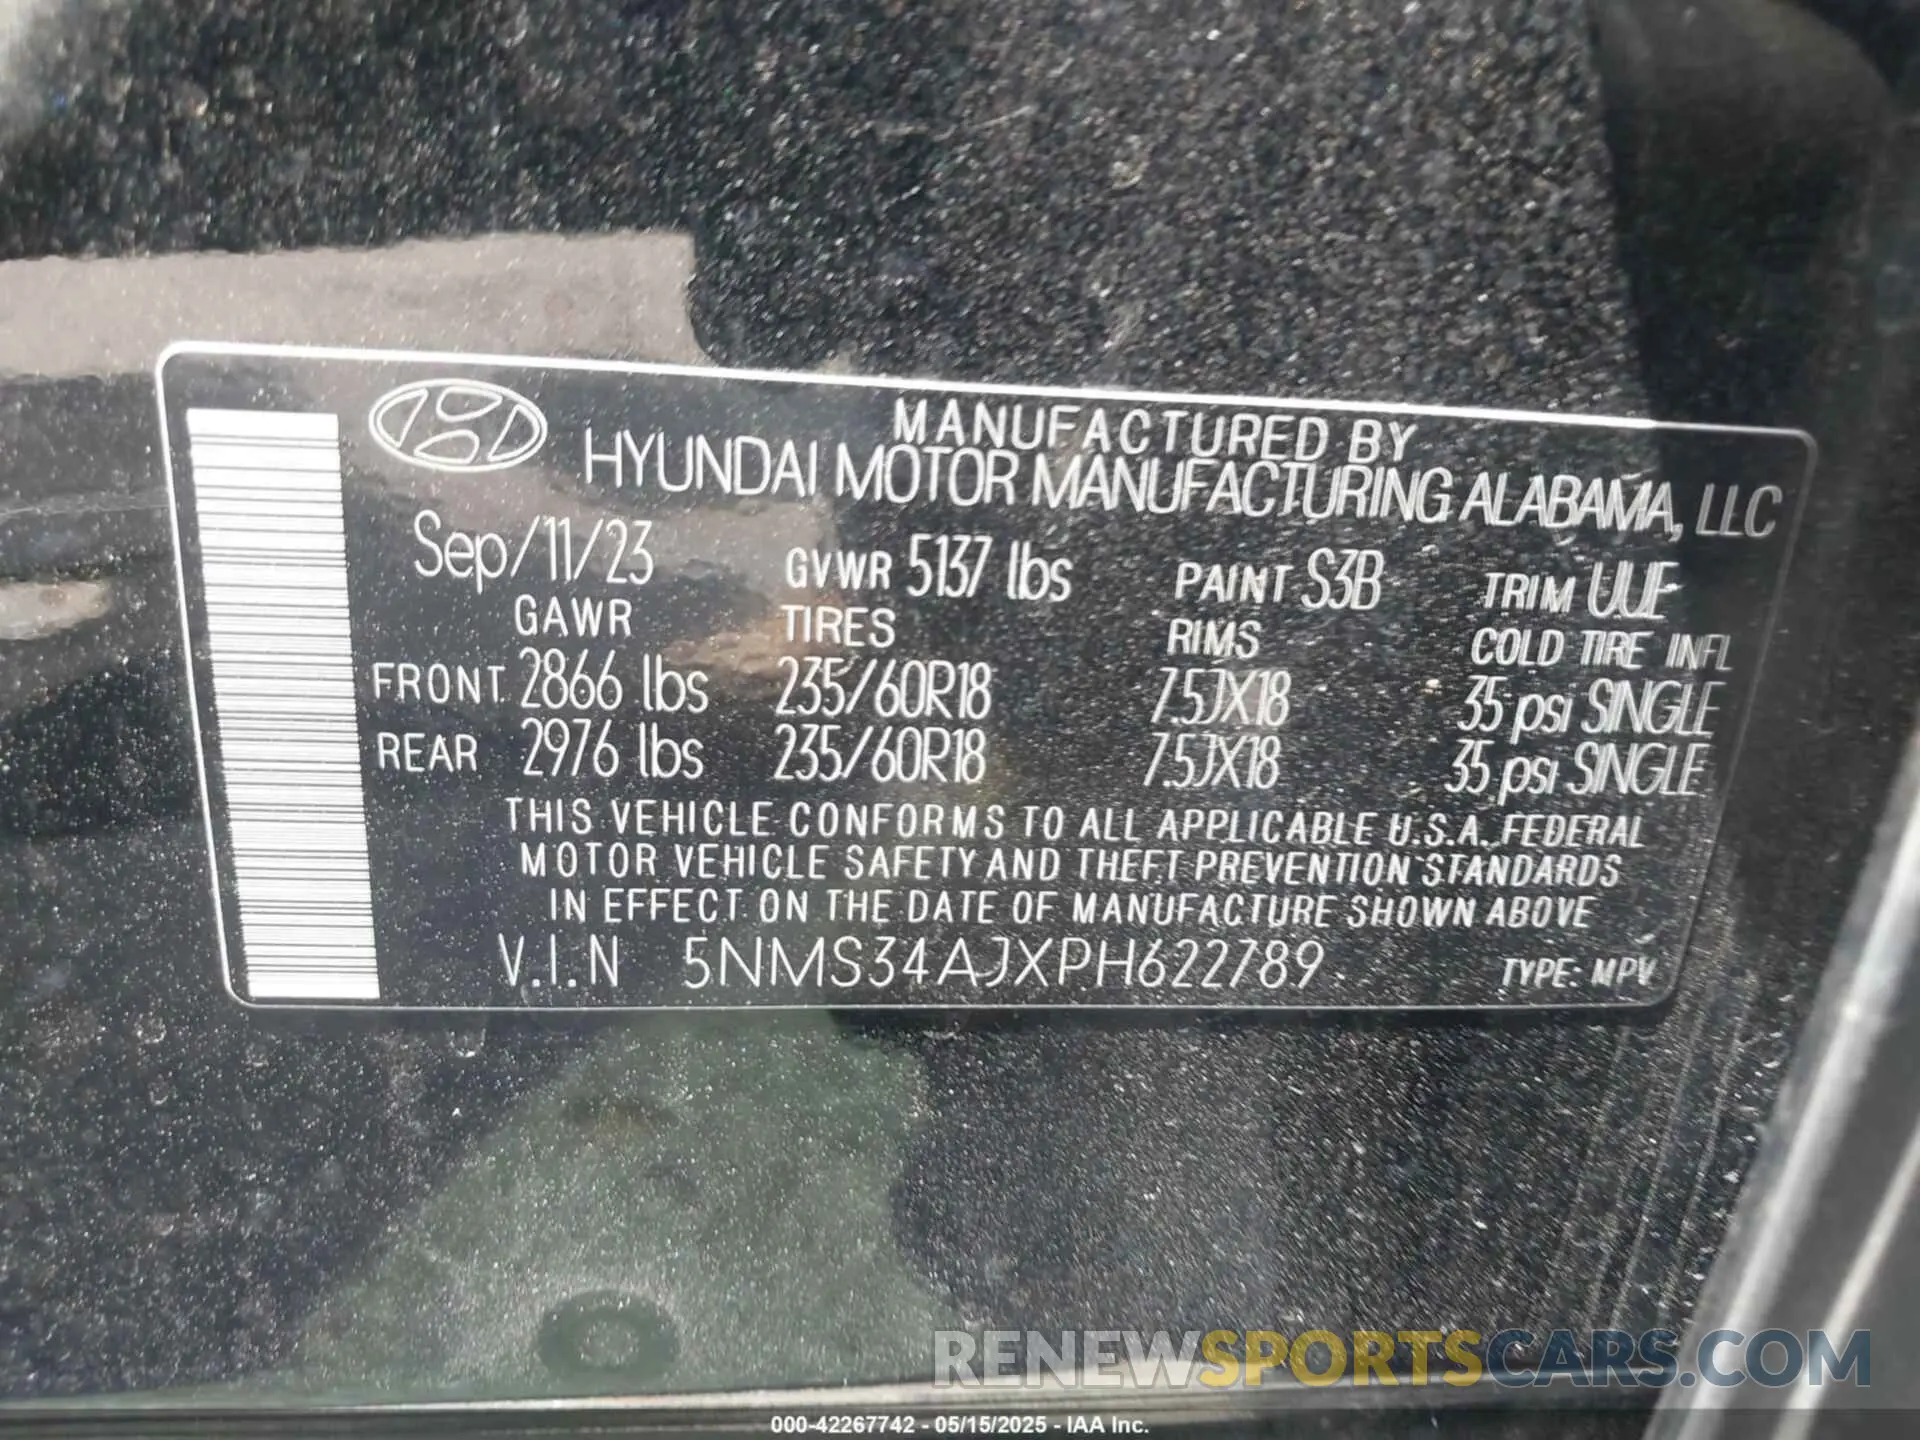 MANUFACTURED BY
HYUNDAI MOTOR MANUFACTURING ALABAMA, LLC
Sep/11/23 GVWR 5137 lbs PAINT S3B TRIM UUF
GAWR TIRES RIMS COLD TIRE INFL
FRONT 2866 lbs 235/60R18 7.5JX18 35 psi SINGLE
REAR 2976 lbs 235/60R18 7.5JX18 35 psi SINGLE
THIS VEHICLE CONFORMS TO ALL APPLICABLE U.S.A. FEDERAL
MOTOR VEHICLE SAFETY AND THEFT PREVENTION STANDARDS
IN EFFECT ON THE DATE OF MANUFACTURE SHOWN ABOVE
V.I.N 5NMS34AJXPH622789 TYPE: MPV
RENEWSPORTSCARS.COM
000-42267742 - 05/15/2025 - IAA Inc.